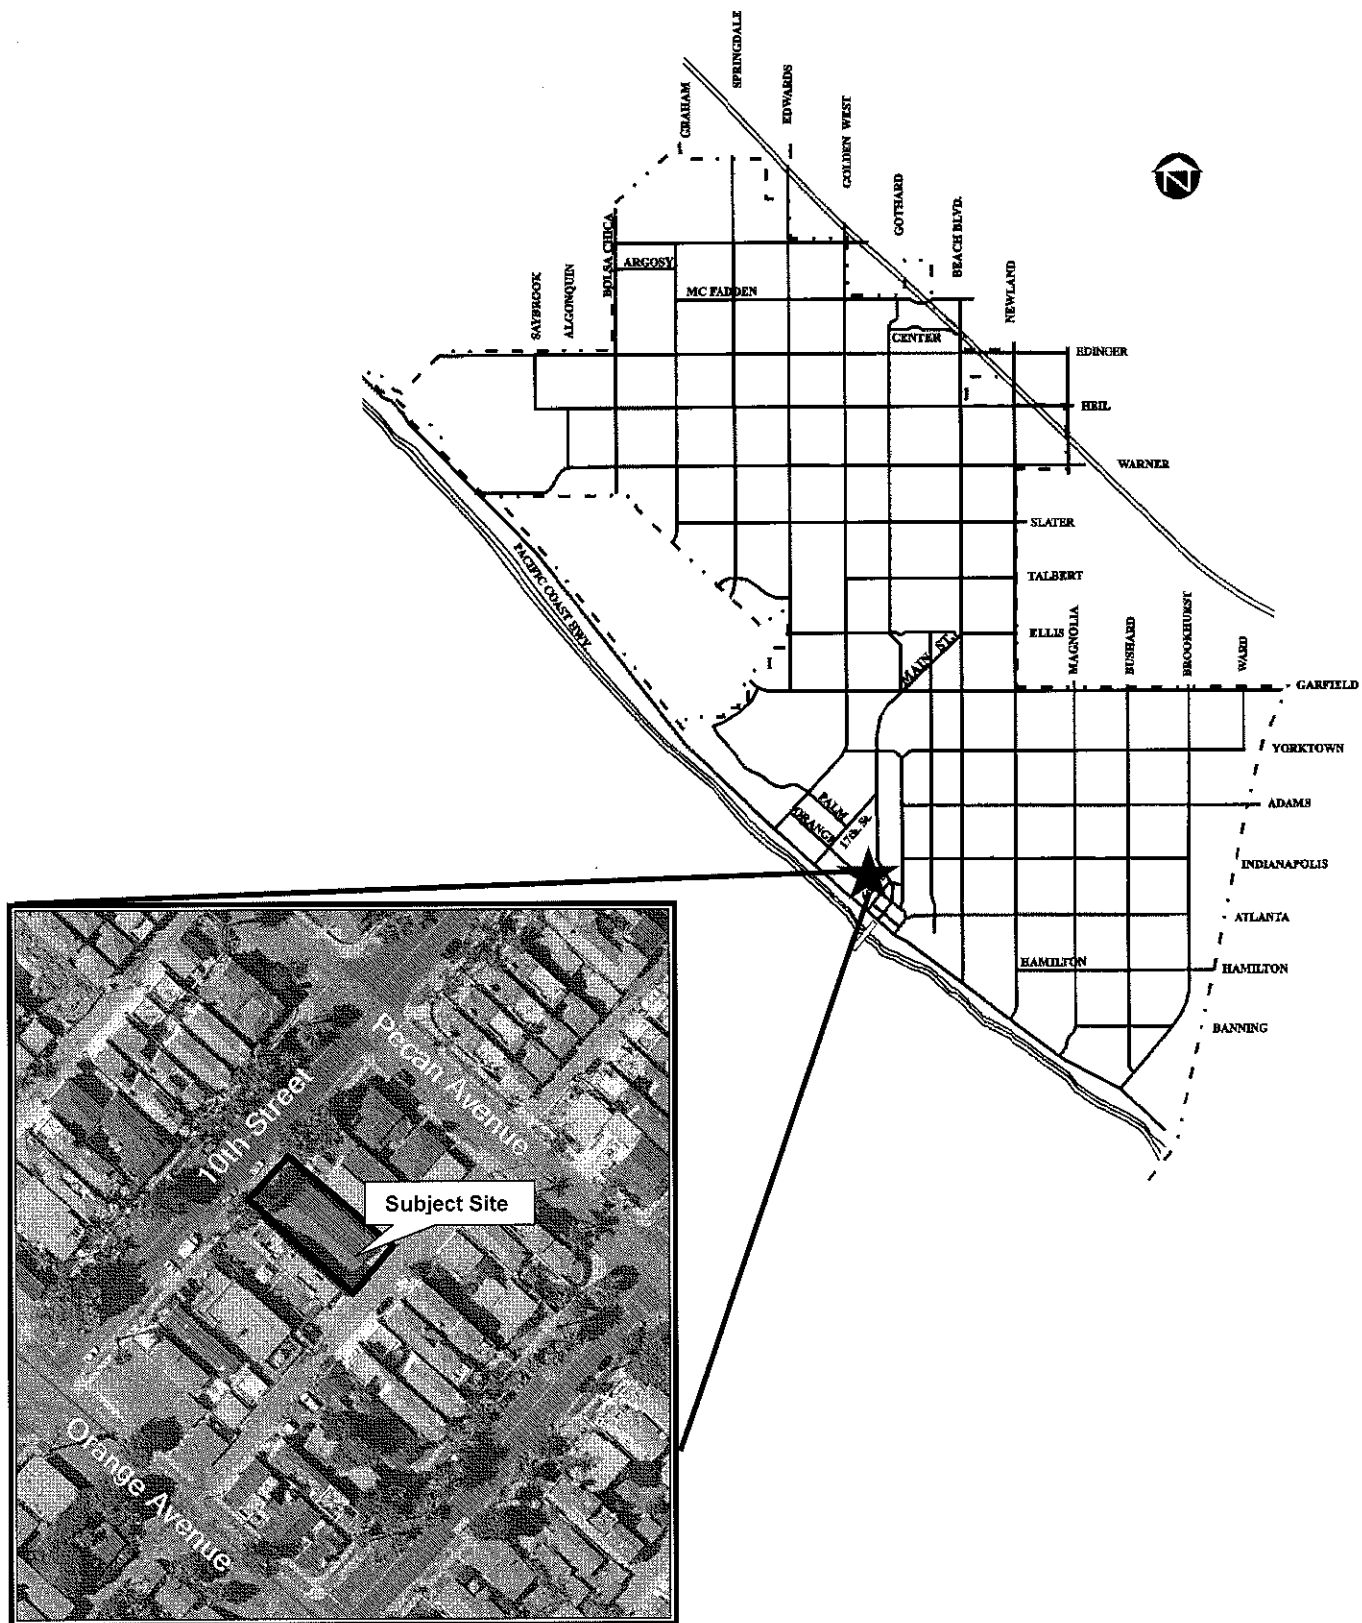 SPRINGDALE
GRAHAM
EDWARDS
GOLDEN WEST
GOTHARD
BEACH BLVD.
NEWLAND
N
SAYBROOK
ALGONQUIN
BOLSA CHICA
ARGOSY
MC FADDEN
CENTER
EDINGER
HEIL
WARNER
SLATER
PACIFIC COAST HWY.
TALBERT
ELLIS
MAIN ST.
MAGNOLIA
BUSHARD
BROOKHURST
WARD
GARFIELD
YORKTOWN
PALM
ORANGE
17th. St.
ADAMS
INDIANAPOLIS
ATLANTA
HAMILTON
HAMILTON
BANNING
Pecan Avenue
10th Street
Subject Site
Orange Avenue